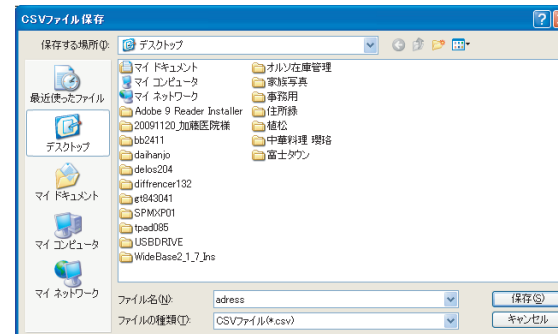 CSVファイル保存
保存する場所(I):
デスクトップ
最近使ったファイル
デスクトップ
マイ ドキュメント
マイ コンピュータ
マイ ネットワーク
マイ ドキュメント
マイ コンピュータ
マイ ネットワーク
Adobe 9 Reader Installer
20091120_加藤医院様
bb2411
daihanjo
delos204
diffrencer132
gt843041
SPMXP01
tpad085
USBDRIVE
WideBase2_1_7_Ins
オルソ在庫管理
家族写真
事務用
住所録
植松
中華料理 瓔珞
富士タウン
ファイル名(N):
adress
保存(S)
ファイルの種類(T):
CSVファイル(*.csv)
キャンセル